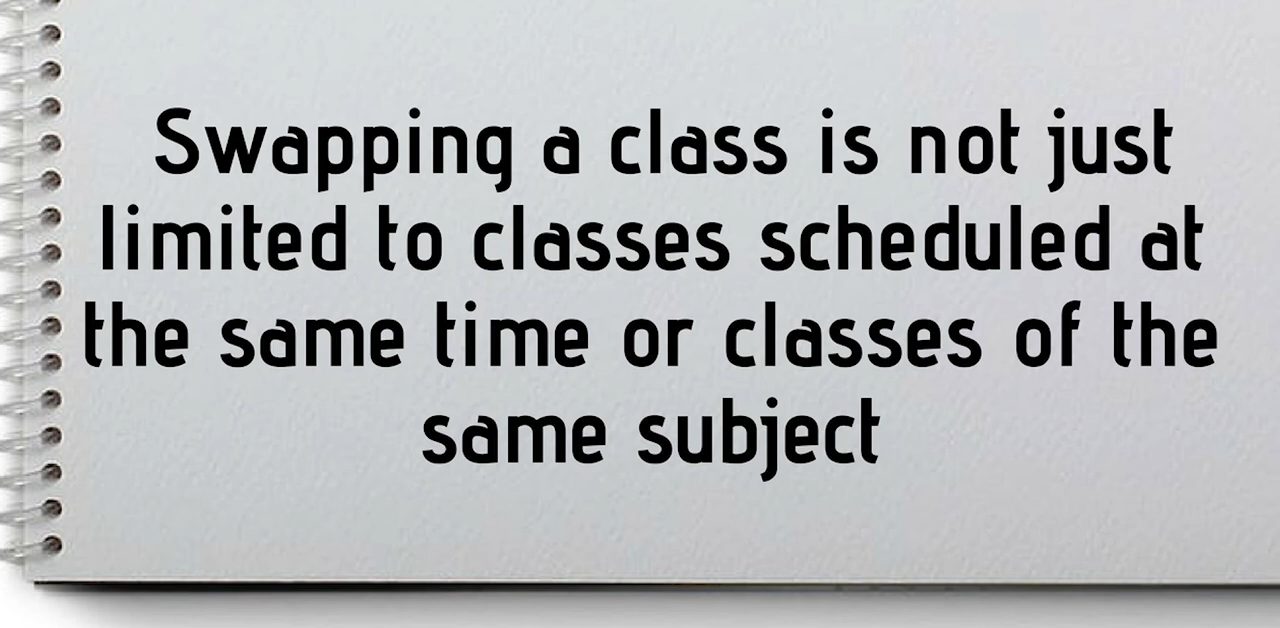 Swapping a class is not just
limited to classes scheduled at
the same time or classes of the
same subject